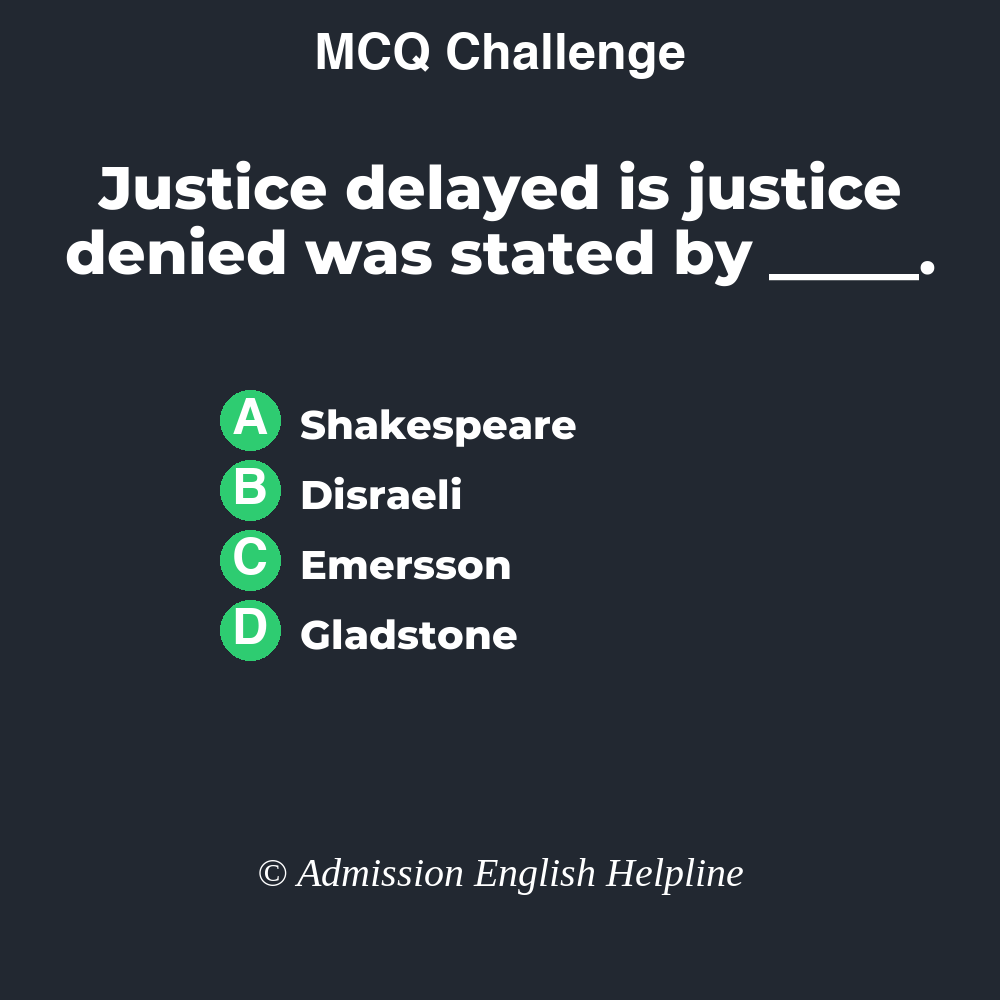 MCQ Challenge
Justice delayed is justice
denied was stated by _____.
A Shakespeare
B Disraeli
C Emersson
D Gladstone
© Admission English Helpline